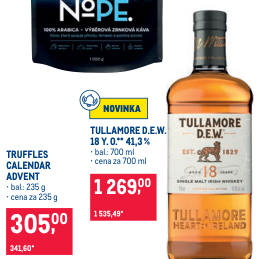 NOPE.
100% ARABICA • VÝBĚROVÁ ZRNKOVÁ KÁVA
NOVINKA
TULLAMORE D.E.W.
18 Y. O.** 41,3 %
• bal.: 700 ml
• cena za 700 ml
1 269,00
1 535,49*
TRUFFLES
CALENDAR
ADVENT
• bal.: 235 g
• cena za 235 g
305,00
341,60*
TULLAMORE
D.E.W.
EST. 1829
AGED 18 YEARS
SINGLE MALT IRISH WHISKEY
TULLAMORE
HEART OF IRELAND